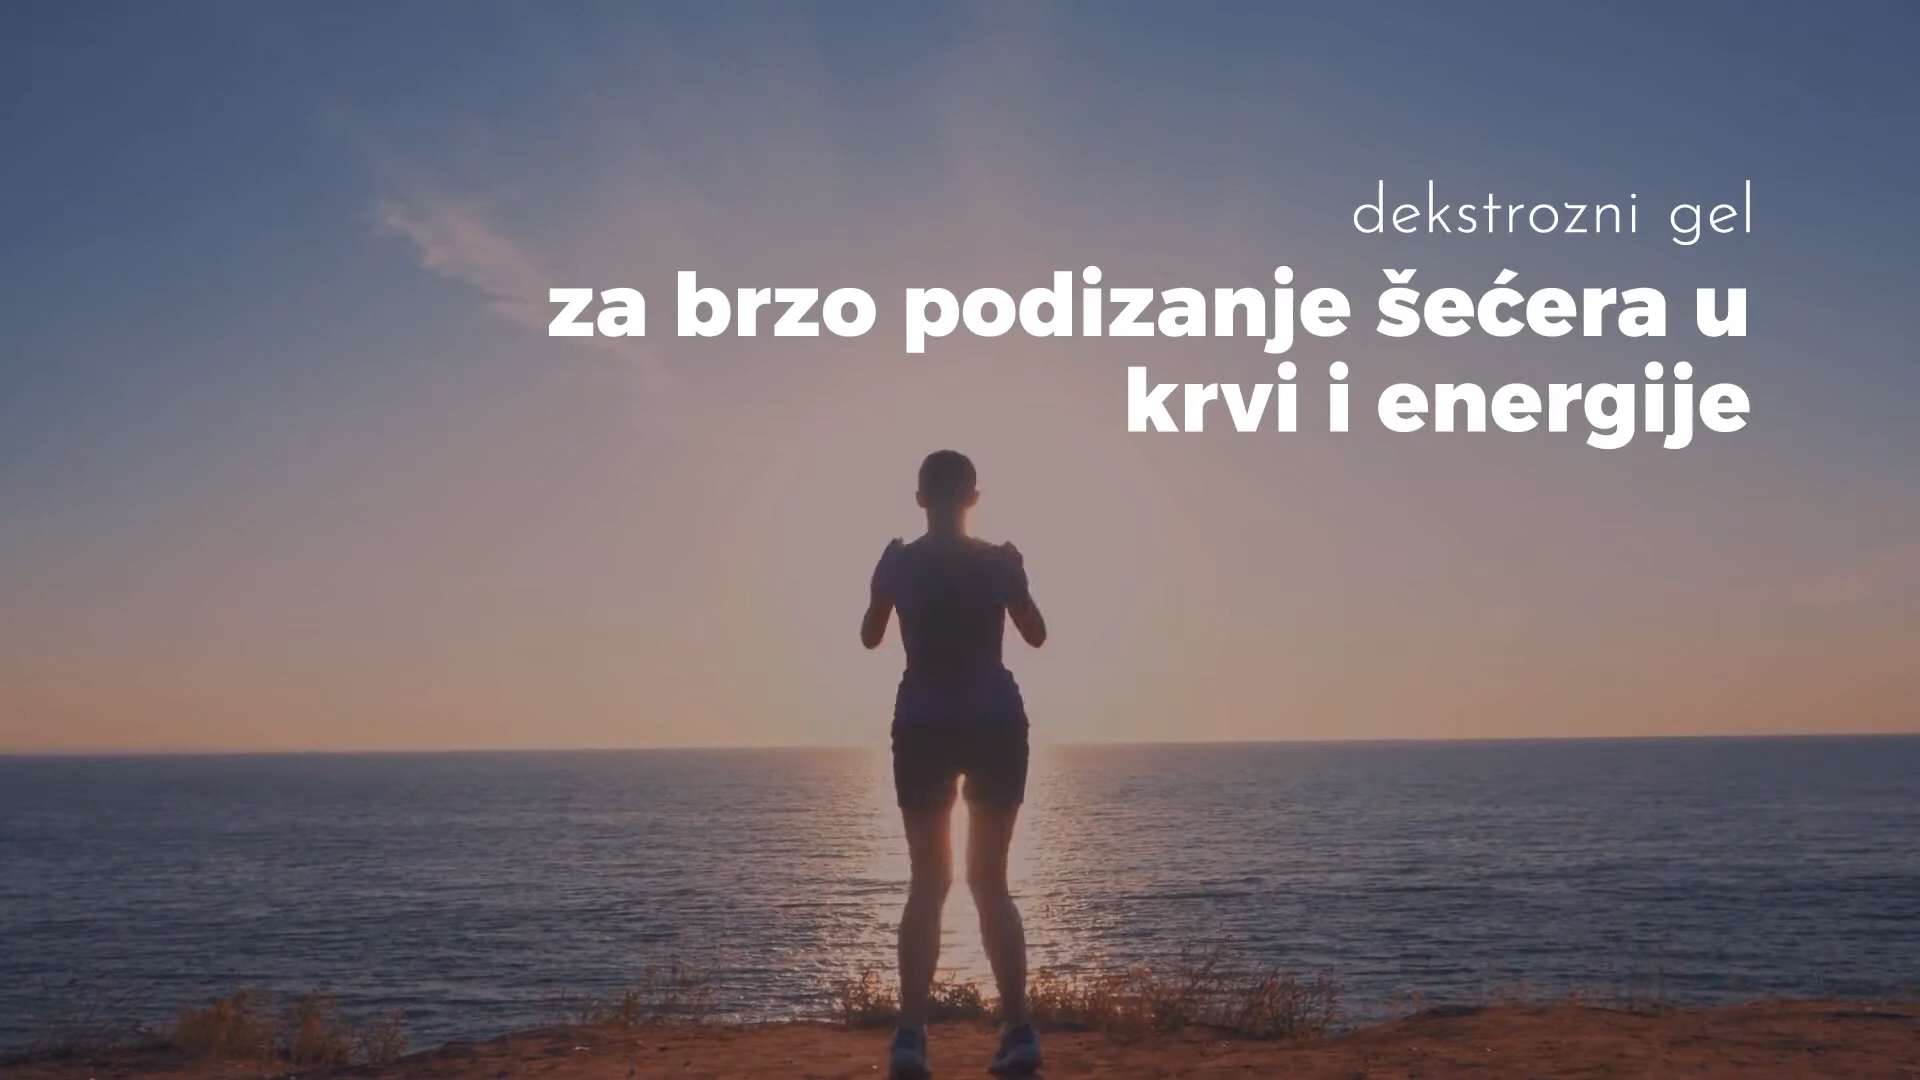 dekstrozni gel
za brzo podizanje šećera u
krvi i energije